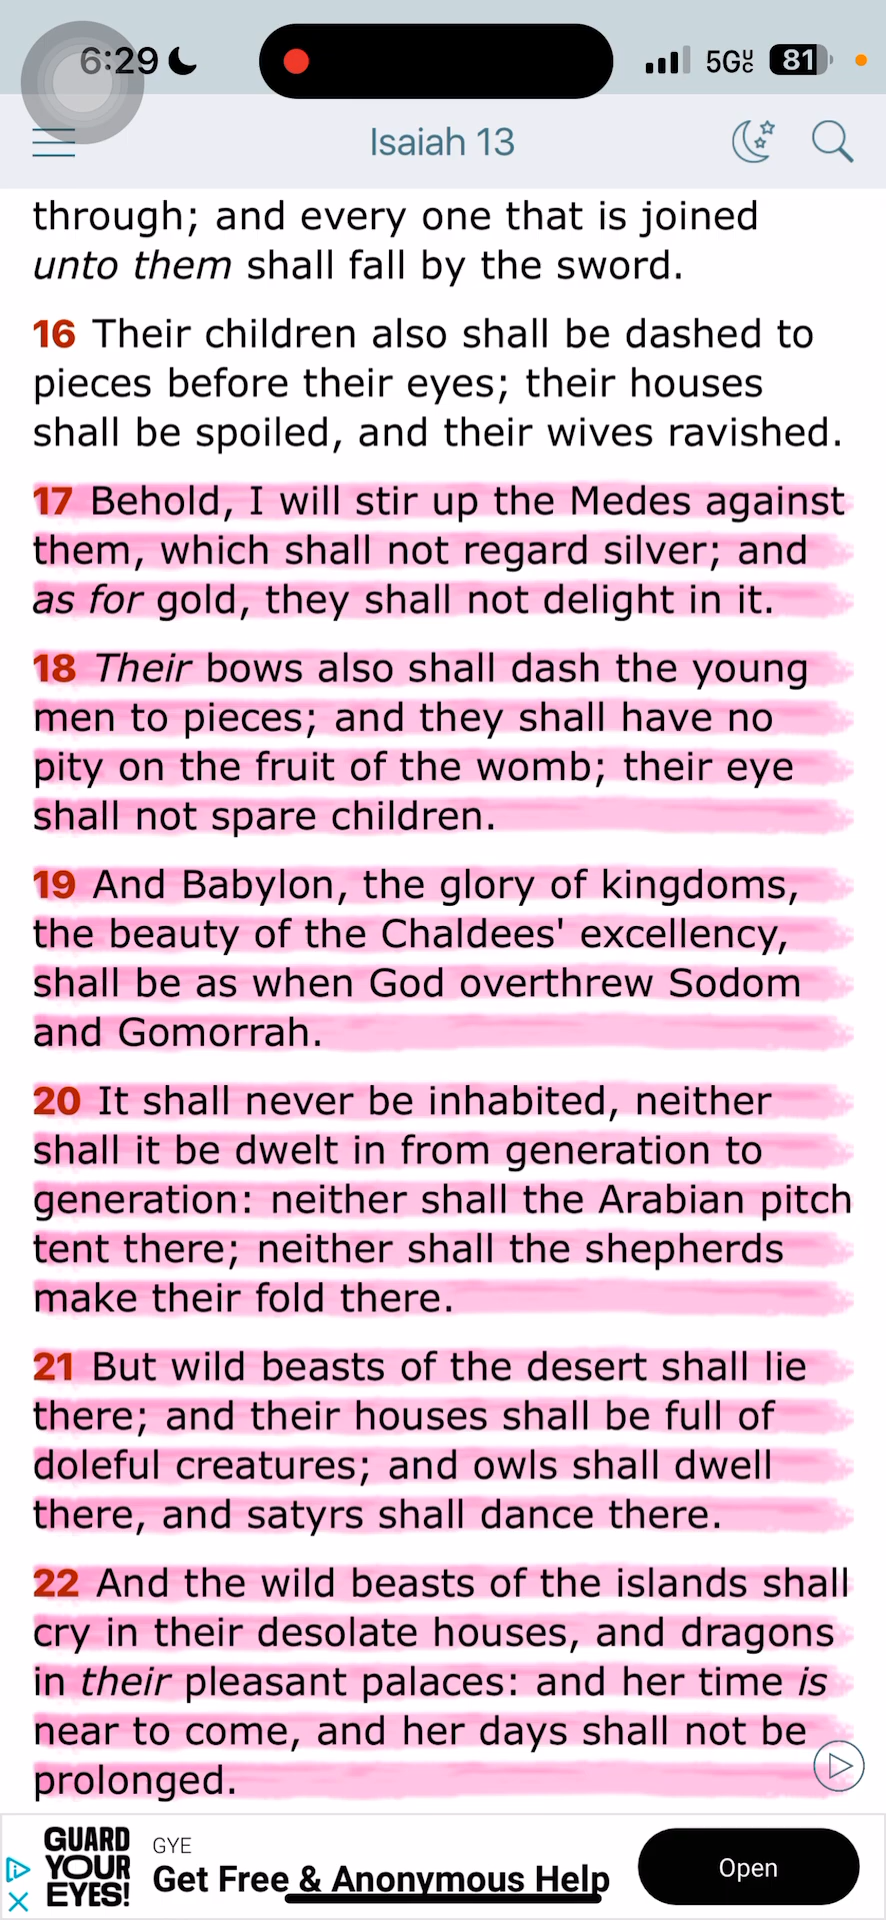 6:29
5G UC
81
Isaiah 13
through; and every one that is joined
unto them shall fall by the sword.
16 Their children also shall be dashed to
pieces before their eyes; their houses
shall be spoiled, and their wives ravished.
17 Behold, I will stir up the Medes against
them, which shall not regard silver; and
as for gold, they shall not delight in it.
18 Their bows also shall dash the young
men to pieces; and they shall have no
pity on the fruit of the womb; their eye
shall not spare children.
19 And Babylon, the glory of kingdoms,
the beauty of the Chaldees' excellency,
shall be as when God overthrew Sodom
and Gomorrah.
20 It shall never be inhabited, neither
shall it be dwelt in from generation to
generation: neither shall the Arabian pitch
tent there; neither shall the shepherds
make their fold there.
21 But wild beasts of the desert shall lie
there; and their houses shall be full of
doleful creatures; and owls shall dwell
there, and satyrs shall dance there.
22 And the wild beasts of the islands shall
cry in their desolate houses, and dragons
in their pleasant palaces: and her time is
near to come, and her days shall not be
prolonged.
GUARD
YOUR
EYES!
GYE
Get Free & Anonymous Help
Open